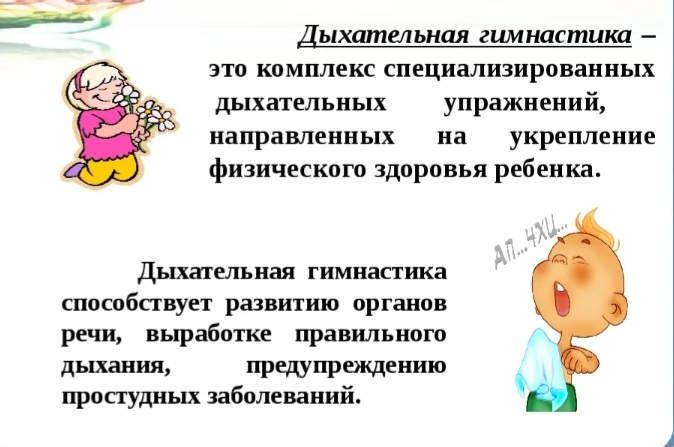 Дыхательная гимнастика –
это комплекс специализированных
дыхательных упражнений,
направленных на укрепление
физического здоровья ребенка.
АП...ЧХИ...
Дыхательная гимнастика
способствует развитию органов
речи, выработке правильного
дыхания, предупреждению
простудных заболеваний.